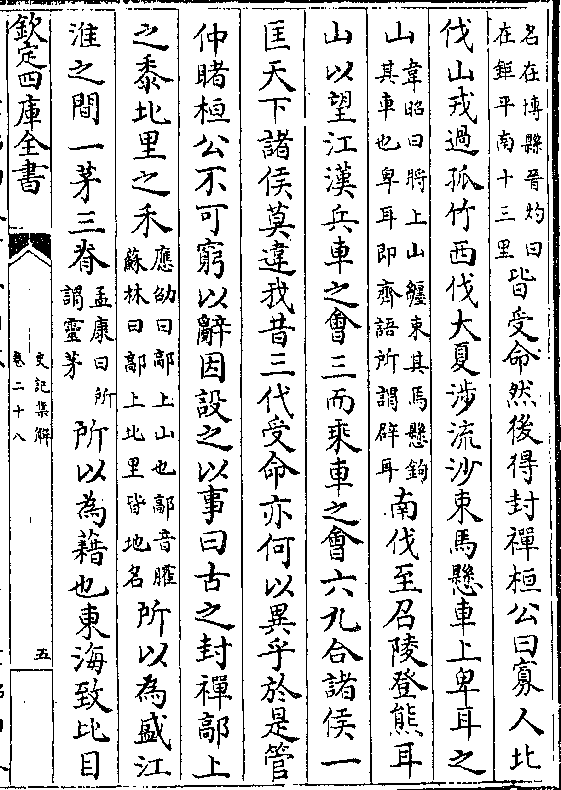 名在博縣晉灼曰
在鉅平南十三里
皆受命然後得封禪桓公曰寡人北
伐山戎過孤竹西伐大夏涉流沙束馬懸車上卑耳之
山
韋昭曰將上山纒束其馬懸鉤
其車也卑耳即齊語所謂辟耳
南伐至召陵登熊耳
山以望江漢兵車之會三而乘車之會六九合諸侯一
匡天下諸侯莫違我昔三代受命亦何以異乎於是管
仲睹桓公不可窮以辭因設之以事曰古之封禪鄗上
之黍北里之禾
應劭曰鄗上山也鄗音臛
蘇林曰鄗上北里皆地名
所以為盛江
淮之間一茅三脊
孟康曰所
謂靈茅
所以為藉也東海致比目
欽定四庫全書
史記集解
卷二十八
五